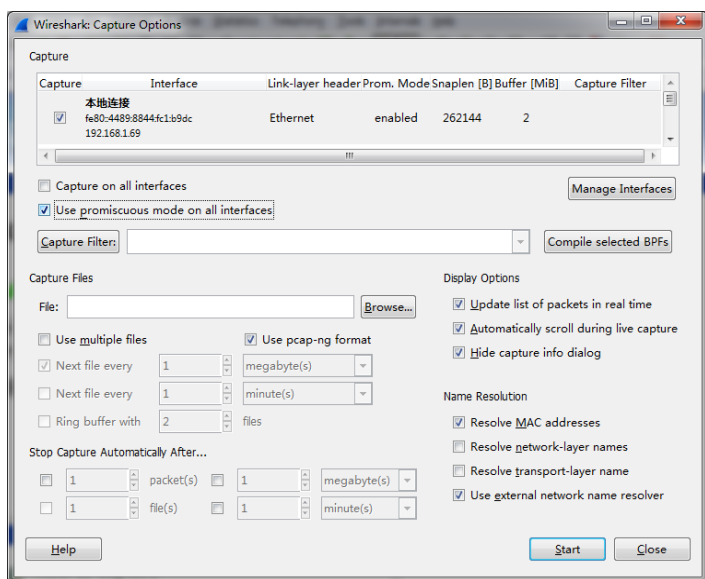 Wireshark: Capture Options
Capture
Capture Interface Link-layer header Prom. Mode Snaplen [B] Buffer [MiB] Capture Filter
本地连接
fe80::4489:8844:fc1:b9dc Ethernet enabled 262144 2
192.168.1.69
Capture on all interfaces
Manage Interfaces
Use promiscuous mode on all interfaces
Capture Filter:
Compile selected BPFs
Capture Files
Display Options
File:
Browse...
Update list of packets in real time
Automatically scroll during live capture
Use multiple files
Use pcap-ng format
Hide capture info dialog
Next file every 1 megabyte(s)
Next file every 1 minute(s)
Name Resolution
Ring buffer with 2 files
Resolve MAC addresses
Resolve network-layer names
Stop Capture Automatically After...
Resolve transport-layer name
1 packet(s) 1 megabyte(s)
Use external network name resolver
1 file(s) 1 minute(s)
Help
Start
Close